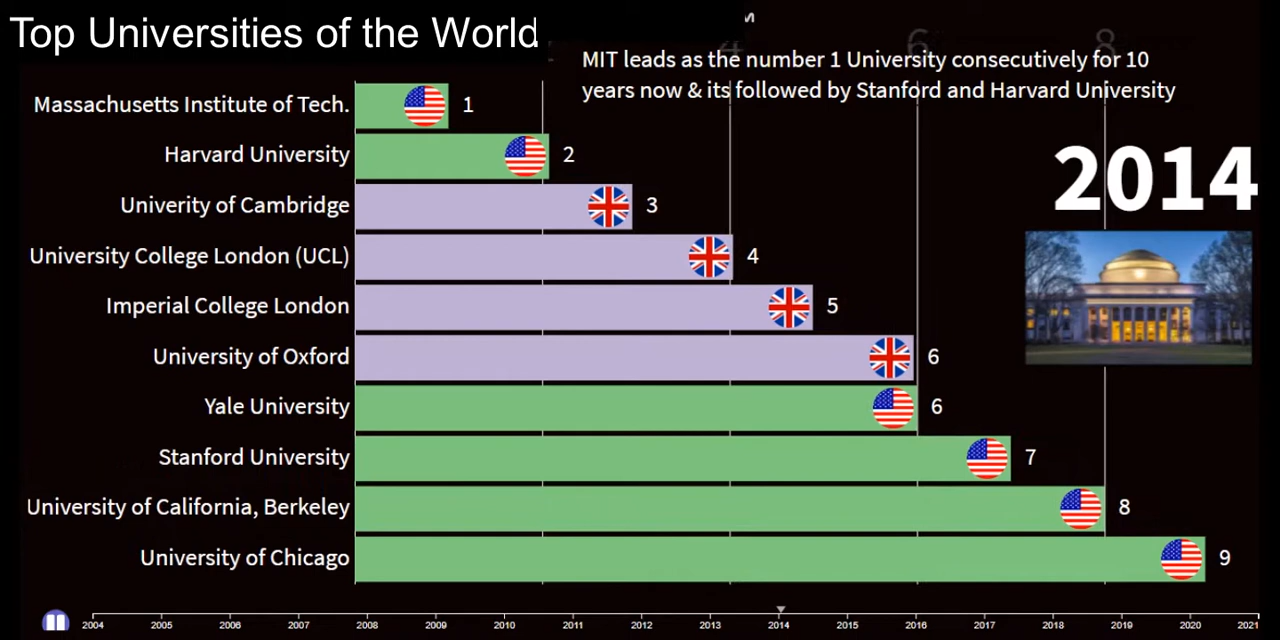 Top Universities of the World
4 6 8
MIT leads as the number 1 University consecutively for 10
years now & its followed by Stanford and Harvard University
Massachusetts Institute of Tech. 1
Harvard University 2
2014
Univerity of Cambridge 3
University College London (UCL) 4
Imperial College London 5
University of Oxford 6
Yale University 6
Stanford University 7
University of California, Berkeley 8
University of Chicago 9
2004 2005 2006 2007 2008 2009 2010 2011 2012 2013 2014 2015 2016 2017 2018 2019 2020 2021